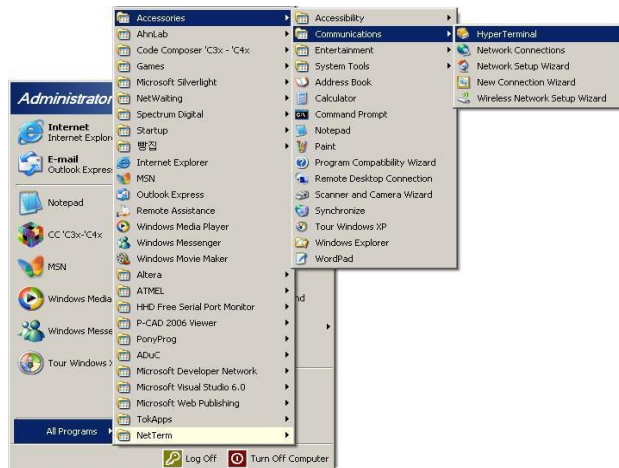 Administrator
Internet
Internet Explor
E-mail
Outlook Express
Notepad
CC 'C3x-'C4x
MSN
Windows Media
Windows Messe
Tour Windows X
All Programs
Log Off
Turn Off Computer
nd
Accessories
AhnLab
Code Composer 'C3x - 'C4x
Games
Microsoft Silverlight
NetWaiting
Spectrum Digital
Startup
빵집
Internet Explorer
MSN
Outlook Express
Remote Assistance
Windows Media Player
Windows Messenger
Windows Movie Maker
Altera
ATMEL
HHD Free Serial Port Monitor
P-CAD 2006 Viewer
PonyProg
ADuC
Microsoft Developer Network
Microsoft Visual Studio 6.0
Microsoft Web Publishing
TokApps
NetTerm
Accessibility
Communications
Entertainment
System Tools
Address Book
Calculator
Command Prompt
Notepad
Paint
Program Compatibility Wizard
Remote Desktop Connection
Scanner and Camera Wizard
Synchronize
Tour Windows XP
Windows Explorer
WordPad
HyperTerminal
Network Connections
Network Setup Wizard
New Connection Wizard
Wireless Network Setup Wizard